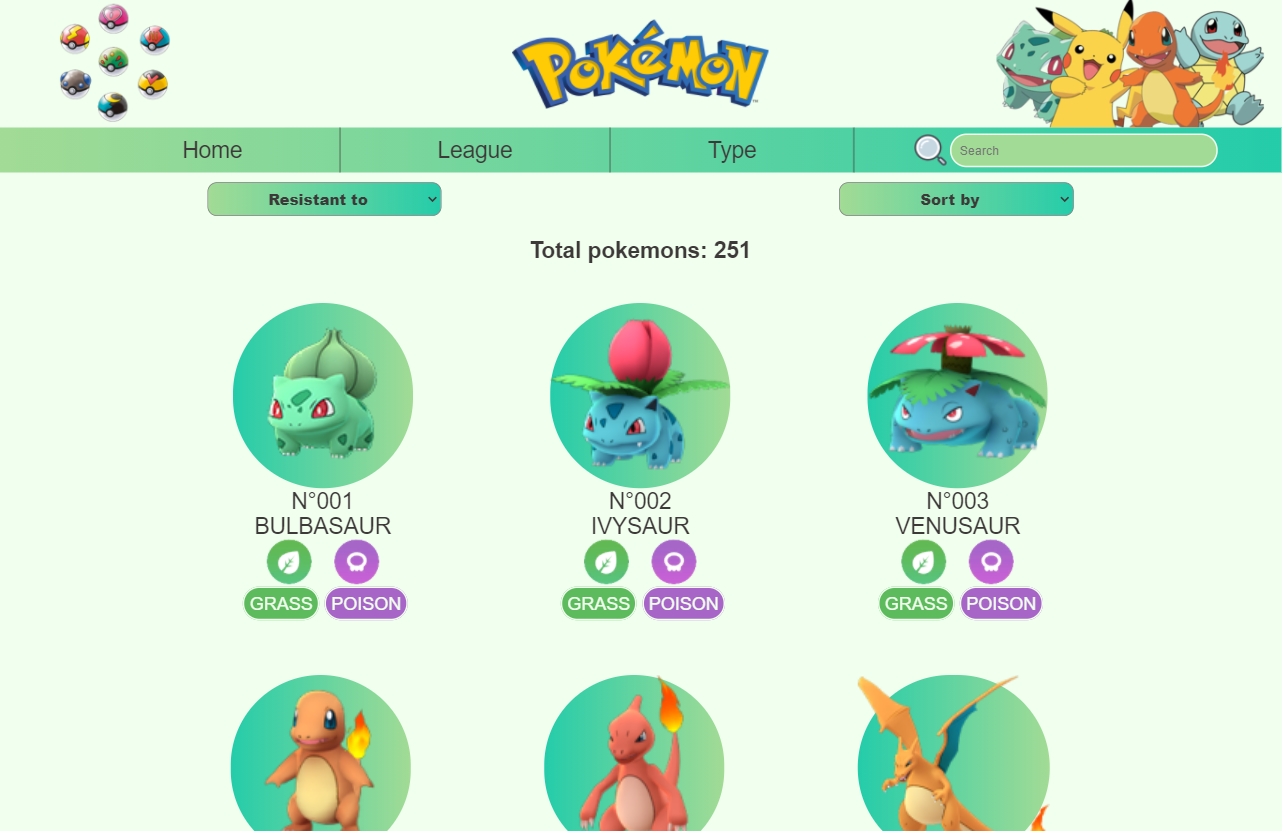 POKéMON
Home
League
Type
Search
Resistant to
Sort by
Total pokemons: 251
N°001
BULBASAUR
GRASS POISON
N°002
IVYSAUR
GRASS POISON
N°003
VENUSAUR
GRASS POISON